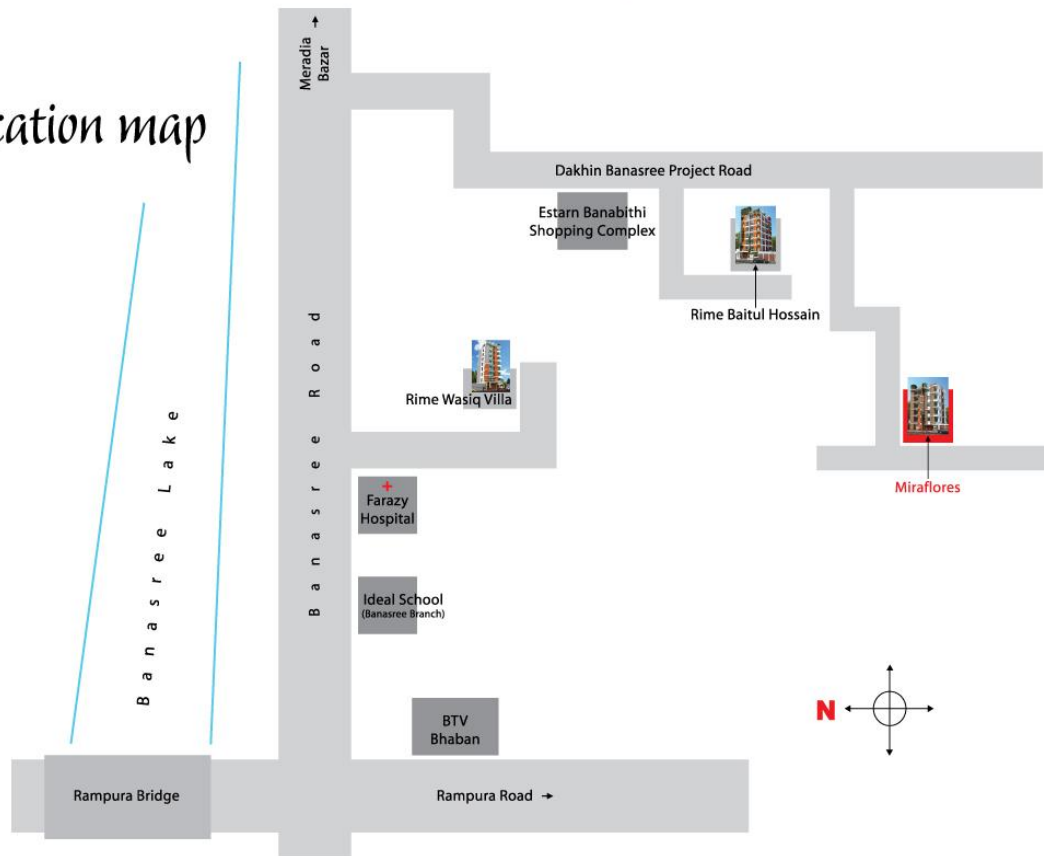 cation map
Meradia
Bazar
Dakhin Banasree Project Road
Estarn Banabithi
Shopping Complex
Rime Baitul Hossain
Banasree Road
Rime Wasiq Villa
Banasree Lake
Miraflores
Farazy
Hospital
Ideal School
(Banasree Branch)
BTV
Bhaban
N
Rampura Bridge
Rampura Road